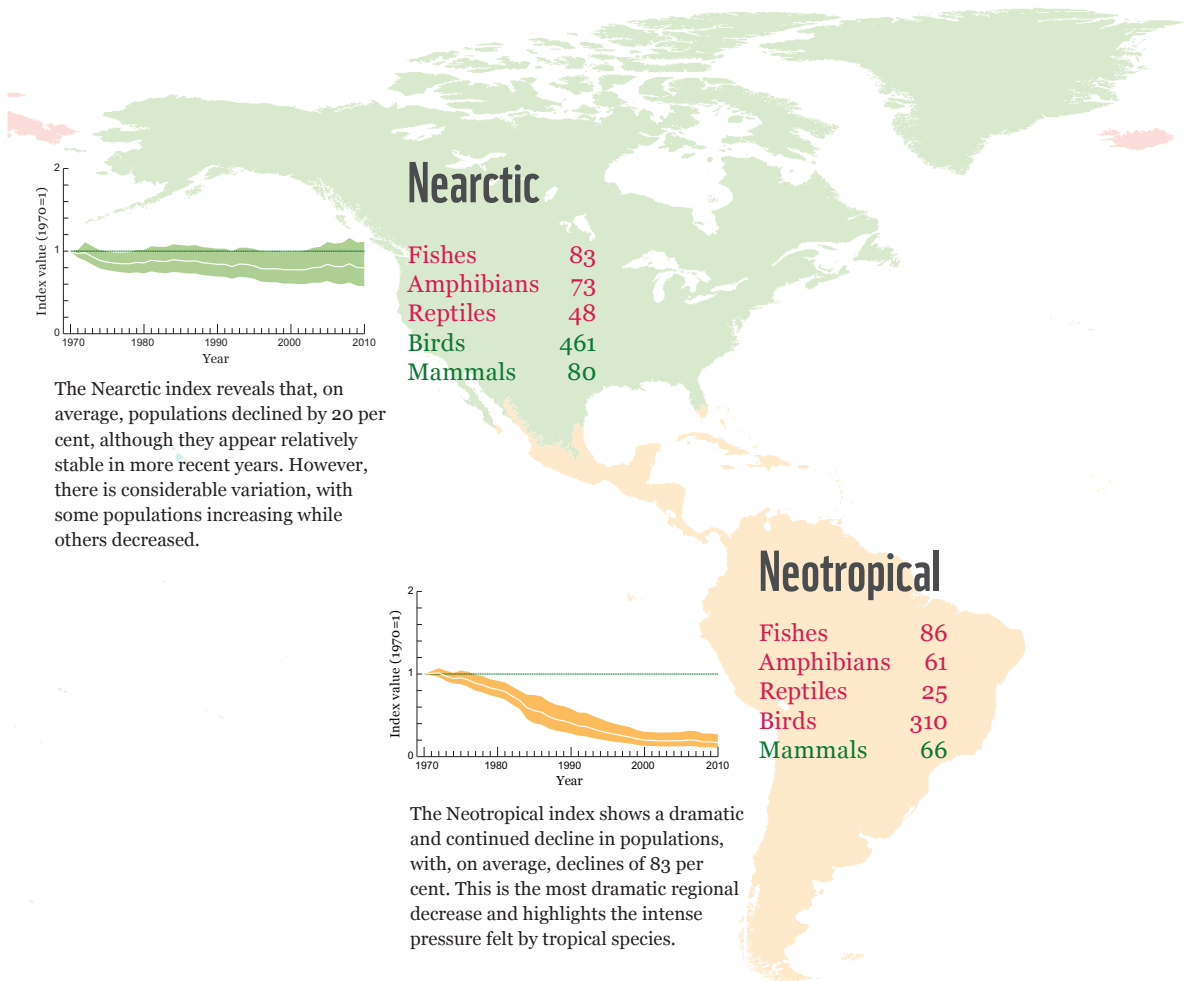 Nearctic
Fishes 83
Amphibians 73
Reptiles 48
Birds 461
Mammals 80
Index value (1970=1)
2
1
0
1970 1980 1990 2000 2010
Year
The Nearctic index reveals that, on
average, populations declined by 20 per
cent, although they appear relatively
stable in more recent years. However,
there is considerable variation, with
some populations increasing while
others decreased.
Neotropical
Fishes 86
Amphibians 61
Reptiles 25
Birds 310
Mammals 66
Index value (1970=1)
2
1
0
1970 1980 1990 2000 2010
Year
The Neotropical index shows a dramatic
and continued decline in populations,
with, on average, declines of 83 per
cent. This is the most dramatic regional
decrease and highlights the intense
pressure felt by tropical species.